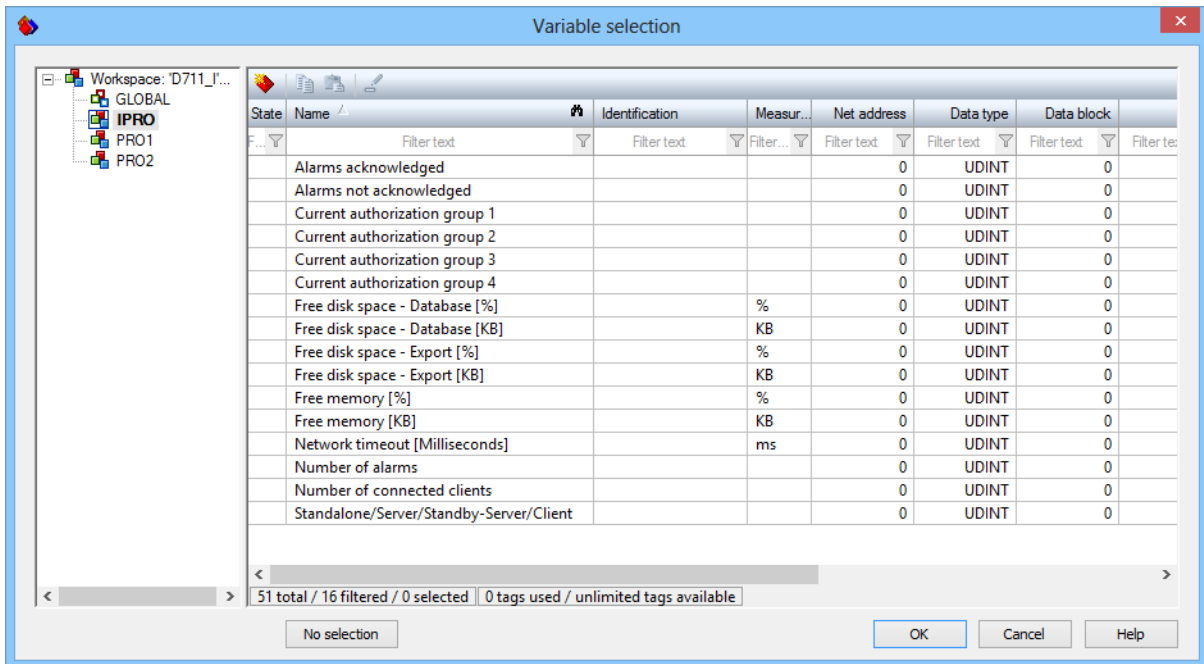 Variable selection
Workspace: 'D711_I'...
GLOBAL
IPRO
PRO1
PRO2
State Name Identification Measur... Net address Data type Data block
F... Filter text Filter text Filter... Filter text Filter text Filter text Filter te
Alarms acknowledged 0 UDINT 0
Alarms not acknowledged 0 UDINT 0
Current authorization group 1 0 UDINT 0
Current authorization group 2 0 UDINT 0
Current authorization group 3 0 UDINT 0
Current authorization group 4 0 UDINT 0
Free disk space - Database [%] % 0 UDINT 0
Free disk space - Database [KB] KB 0 UDINT 0
Free disk space - Export [%] % 0 UDINT 0
Free disk space - Export [KB] KB 0 UDINT 0
Free memory [%] % 0 UDINT 0
Free memory [KB] KB 0 UDINT 0
Network timeout [Milliseconds] ms 0 UDINT 0
Number of alarms 0 UDINT 0
Number of connected clients 0 UDINT 0
Standalone/Server/Standby-Server/Client 0 UDINT 0
51 total / 16 filtered / 0 selected 0 tags used / unlimited tags available
No selection OK Cancel Help